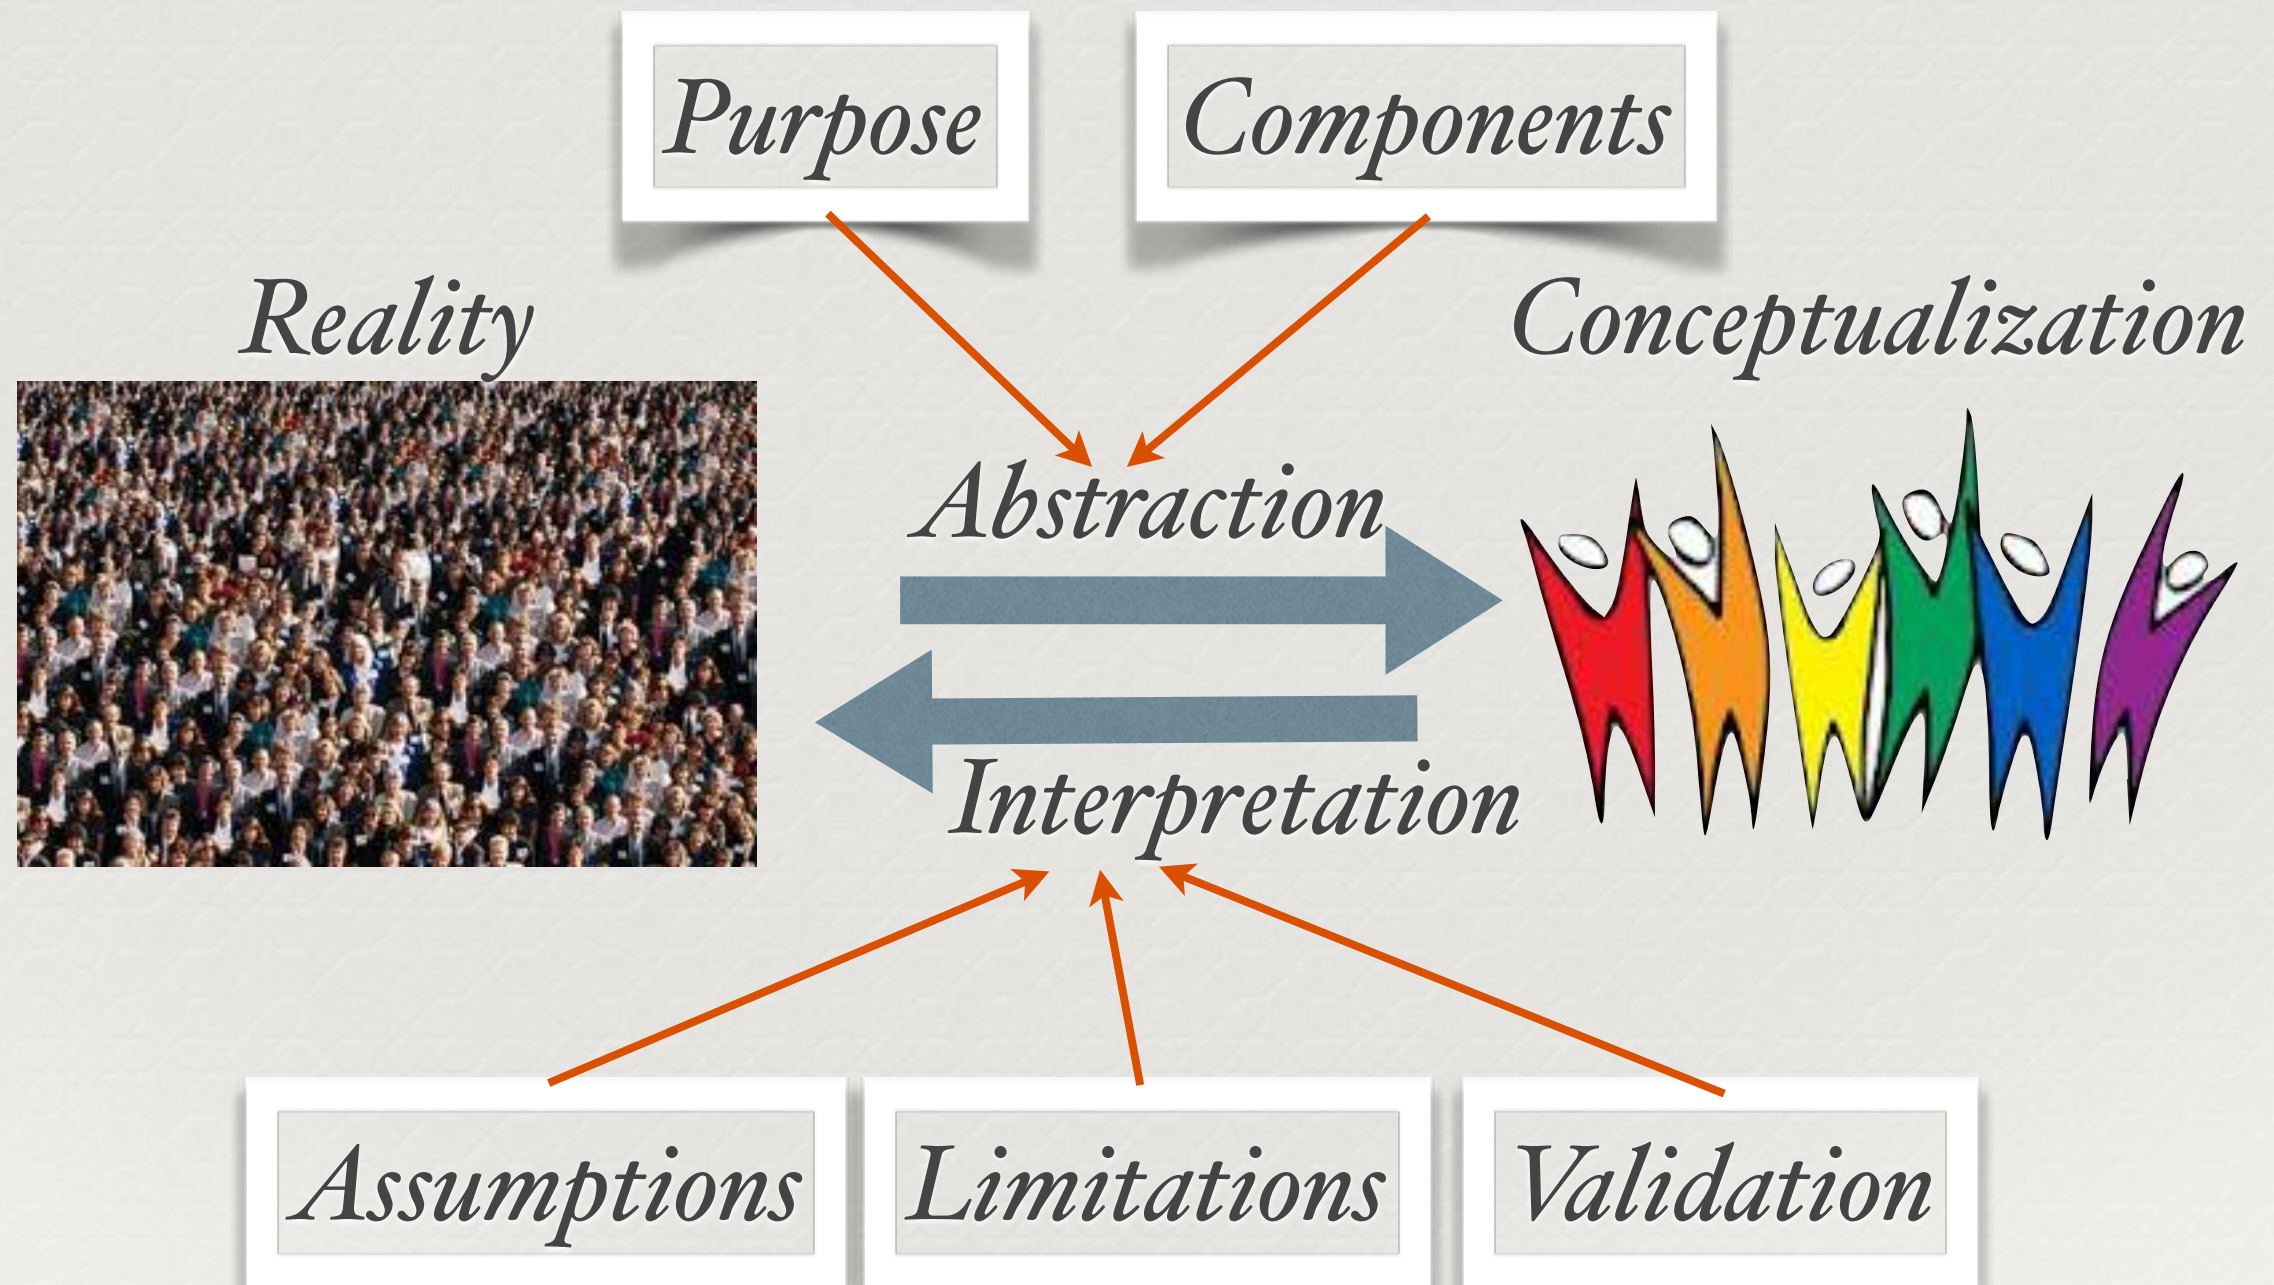 Purpose
Components
Reality
Conceptualization
Abstraction
Interpretation
Assumptions
Limitations
Validation